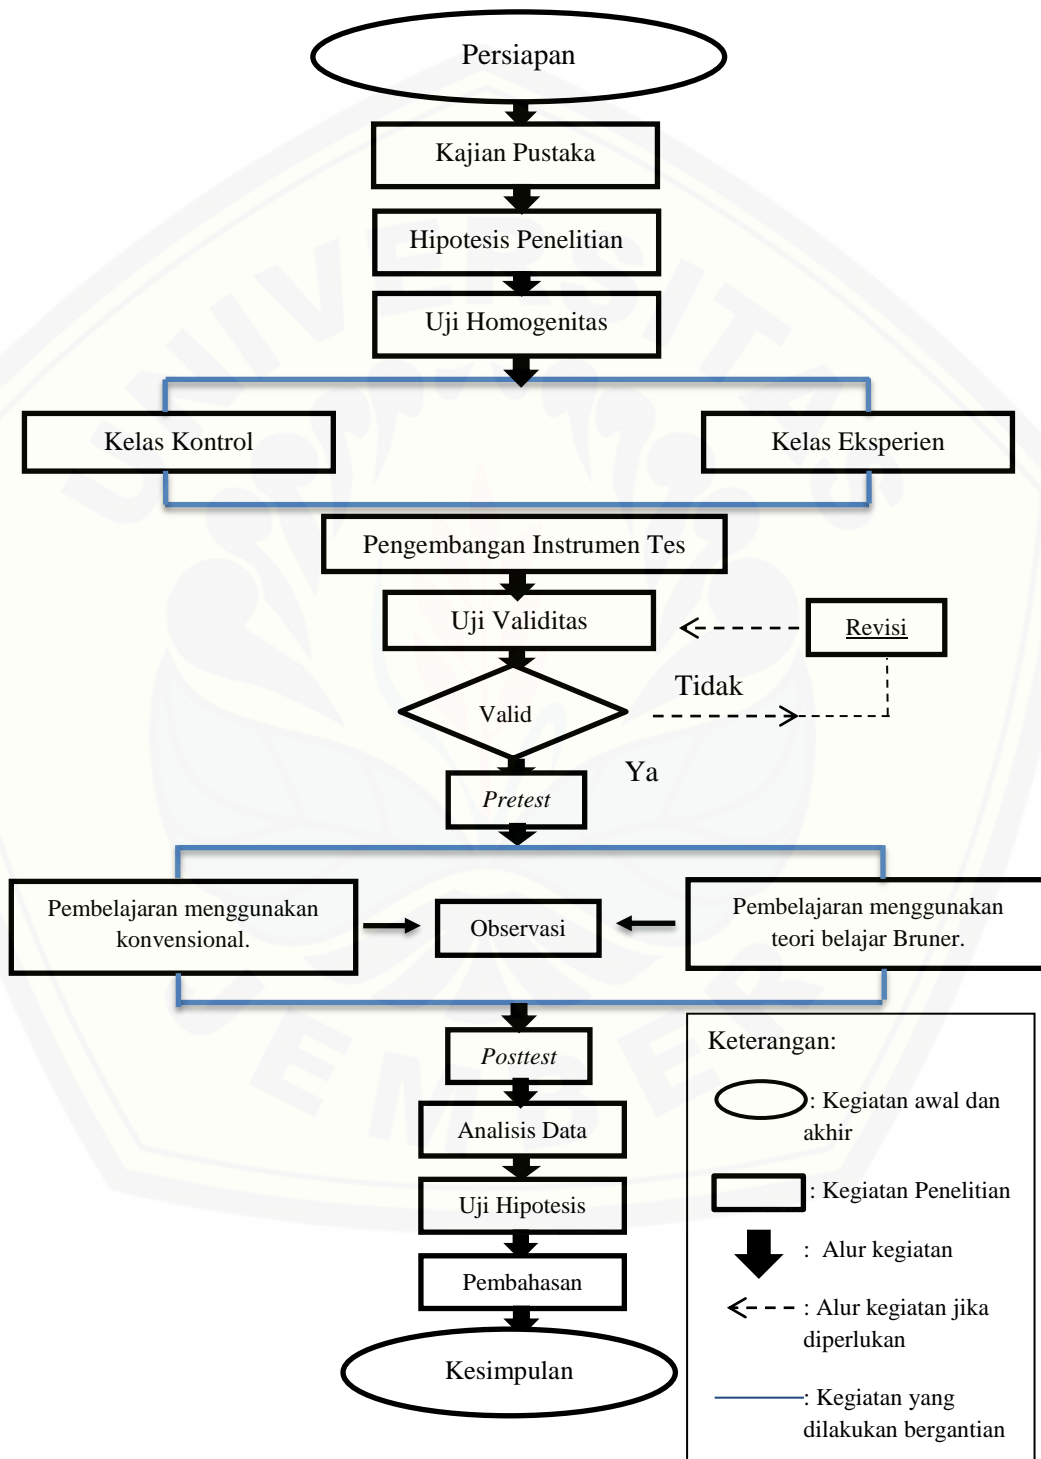 Persiapan
Kajian Pustaka
Hipotesis Penelitian
Uji Homogenitas
Kelas Kontrol
Kelas Eksperien
Pengembangan Instrumen Tes
Uji Validitas
Revisi
Tidak
Valid
Ya
Pretest
Pembelajaran menggunakan
konvensional.
Observasi
Pembelajaran menggunakan
teori belajar Bruner.
Posttest
Analisis Data
Uji Hipotesis
Pembahasan
Kesimpulan
Keterangan:
: Kegiatan awal dan
akhir
: Kegiatan Penelitian
: Alur kegiatan
: Alur kegiatan jika
diperlukan
: Kegiatan yang
dilakukan bergantian
UNIVERSITAS
JEMBER